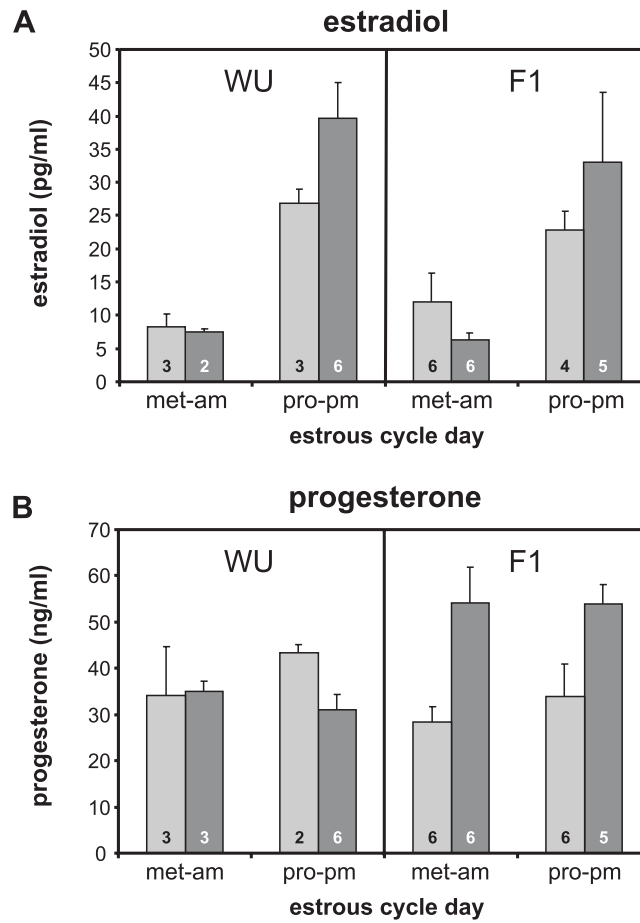 A
estradiol
50
45
40
35
30
25
20
15
10
5
0
estradiol (pg/ml)
WU
F1
3 2 3 6 6 6 4 5
met-am pro-pm met-am pro-pm
estrous cycle day
B
progesterone
70
60
50
40
30
20
10
0
progesterone (ng/ml)
WU
F1
3 3 2 6 6 6 6 5
met-am pro-pm met-am pro-pm
estrous cycle day